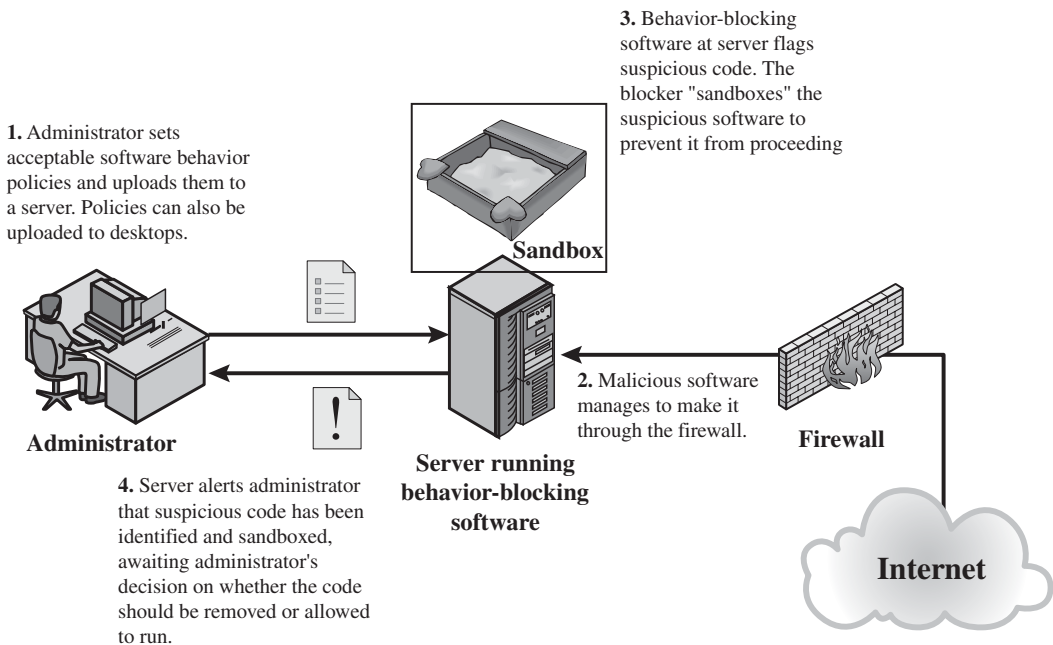 1. Administrator sets
acceptable software behavior
policies and uploads them to
a server. Policies can also be
uploaded to desktops.
3. Behavior-blocking
software at server flags
suspicious code. The
blocker "sandboxes" the
suspicious software to
prevent it from proceeding
Sandbox
Administrator
2. Malicious software
manages to make it
through the firewall.
Firewall
Server running
behavior-blocking
software
4. Server alerts administrator
that suspicious code has been
identified and sandboxed,
awaiting administrator's
decision on whether the code
should be removed or allowed
to run.
Internet